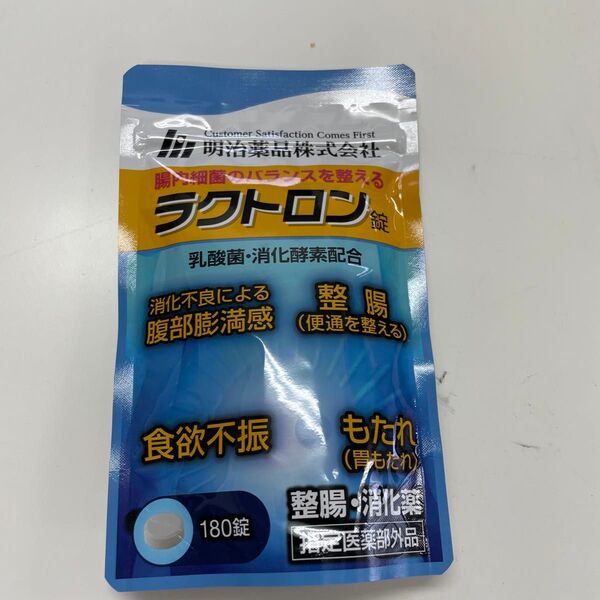 Customer Satisfaction Comes First
明治薬品株式会社
腸内細菌のバランスを整える
ラクトロン錠
乳酸菌・消化酵素配合
消化不良による
腹部膨満感
整腸
(便通を整える)
食欲不振
もたれ
(胃もたれ)
180錠
整腸・消化薬
指定医薬部外品